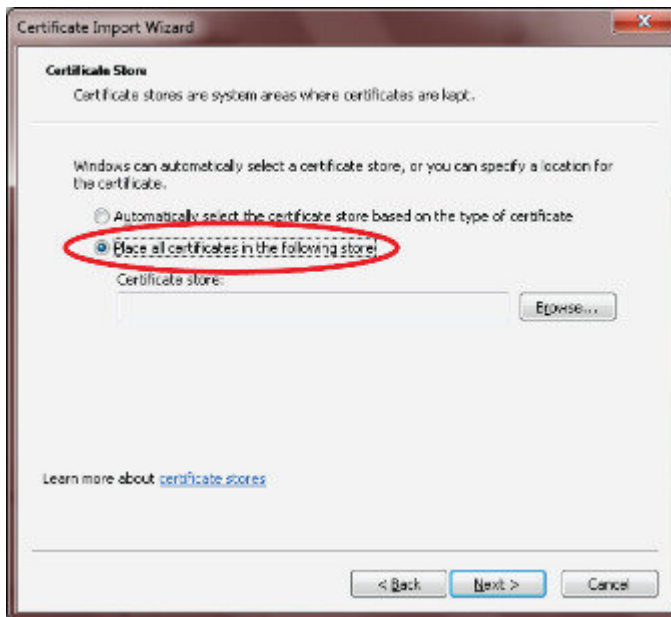 Certificate Import Wizard
Certificate Store
Certificate stores are system areas where certificates are kept.
Windows can automatically select a certificate store, or you can specify a location for
the certificate.
Automatically select the certificate store based on the type of certificate
Place all certificates in the following store
Certificate store:
Browse...
Learn more about certificate stores
< Back
Next >
Cancel